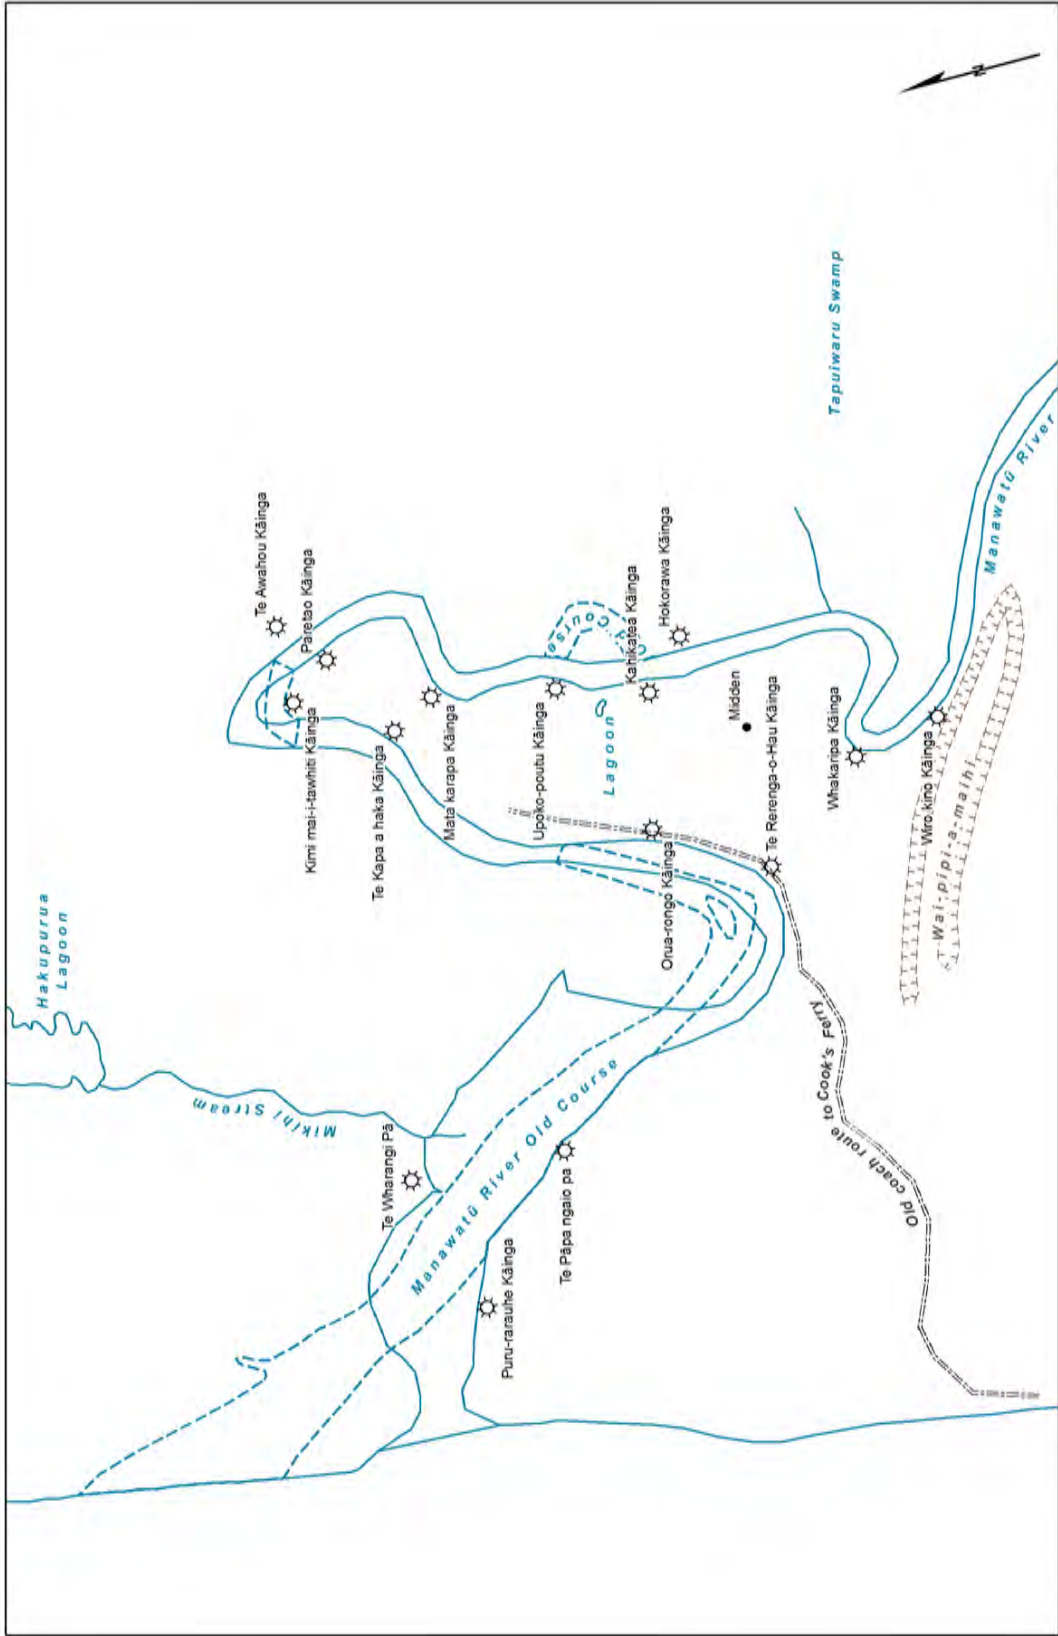 N
Hakupurua
Lagoon
Mikihi Stream
Te Awahou Kāinga
Paretao Kāinga
Kimi mai-i-tawhiti Kāinga
Te Kapa a haka Kāinga
Mata karapa Kāinga
Upoko-poutu Kāinga
Old Course
Lagoon
Kahikatea Kāinga
Hokorawa Kāinga
Tapuiwaru Swamp
Midden
Orua-rongo Kāinga
Te Rerenga-o-Hau Kāinga
Whakaripa Kāinga
Wiro,kino Kāinga
Wai-pipi-a-maihi
Manawatū River
Te Wharangi Pā
Manawatū River Old Course
Te Pāpa ngaio pa
Puru-rarauhe Kāinga
Old coach route to Cook's Ferry